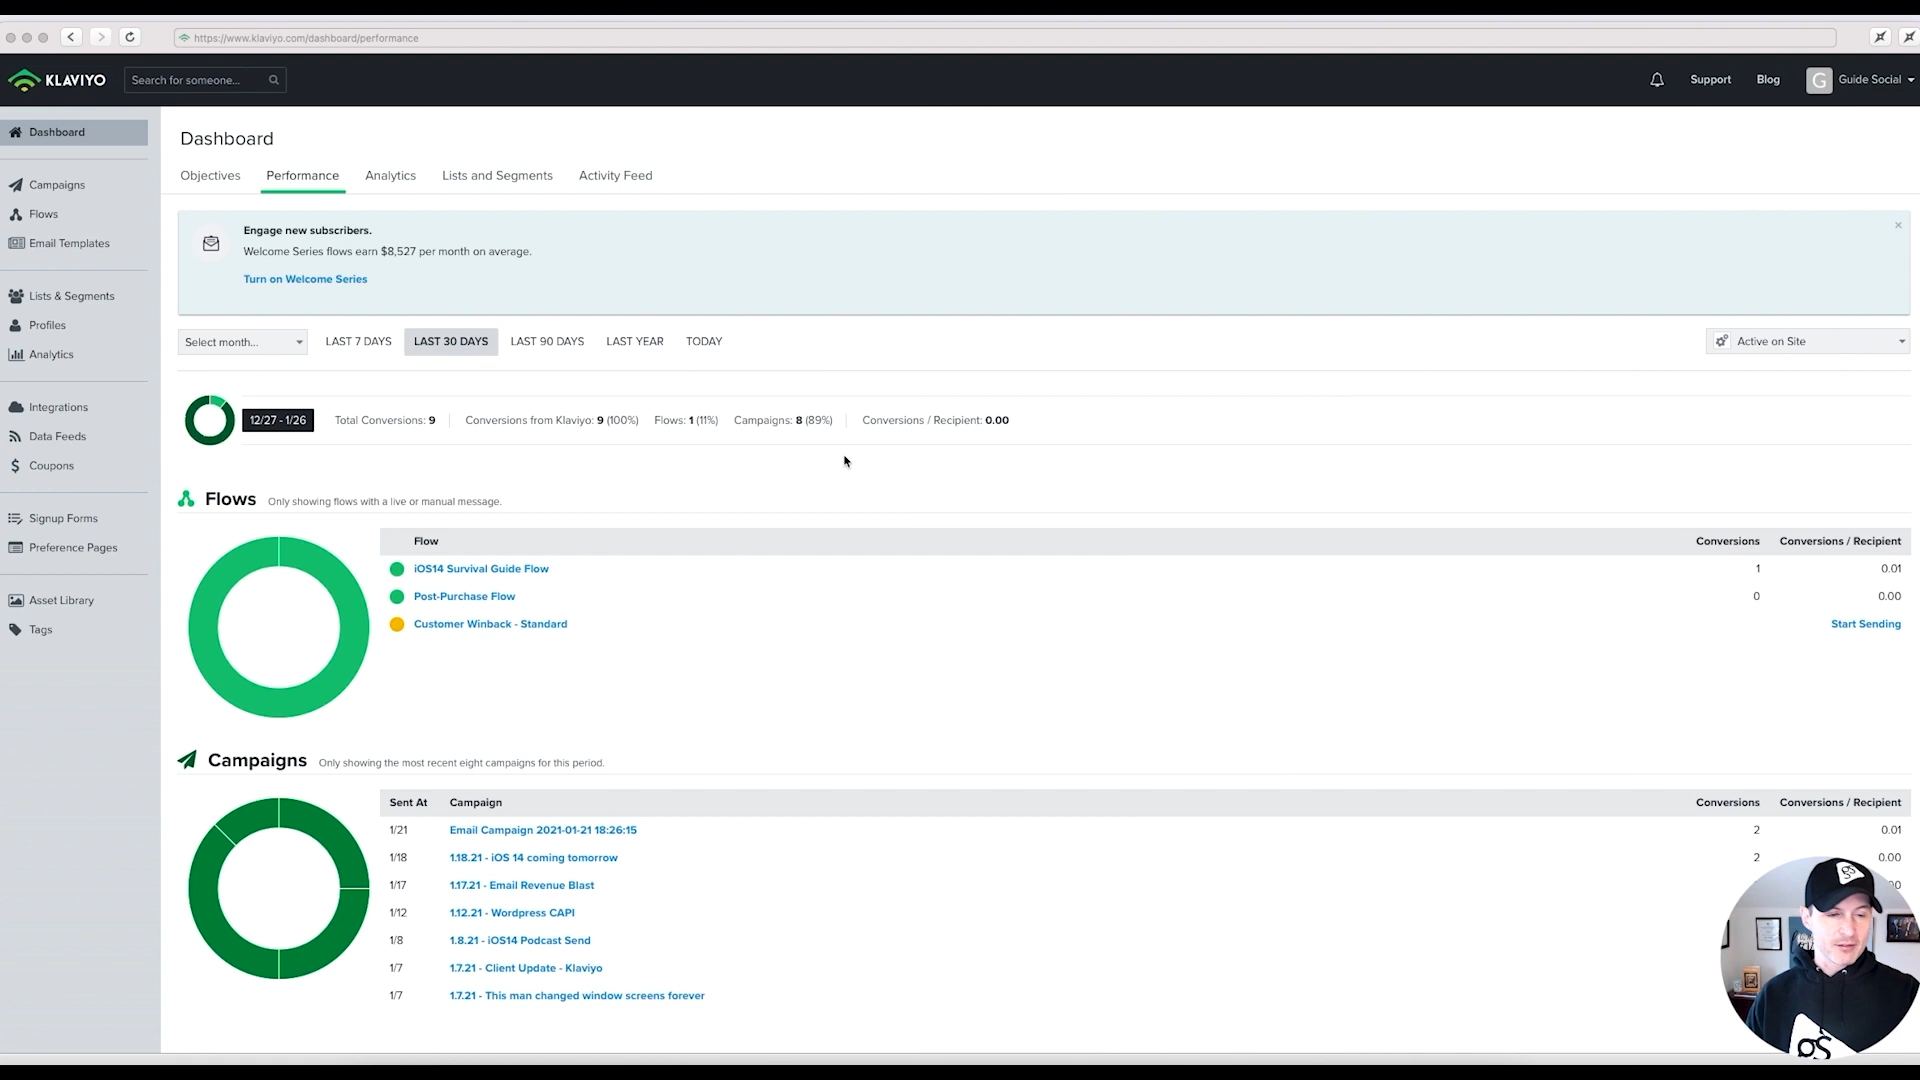 https://www.klaviyo.com/dashboard/performance
KLAVIYO
Search for someone...
Support
Blog
G
Guide Social
Dashboard
Campaigns
Flows
Email Templates
Lists & Segments
Profiles
Analytics
Integrations
Data Feeds
Coupons
Signup Forms
Preference Pages
Asset Library
Tags
Dashboard
Objectives
Performance
Analytics
Lists and Segments
Activity Feed
Engage new subscribers.
Welcome Series flows earn $8,527 per month on average.
Turn on Welcome Series
Select month...
LAST 7 DAYS
LAST 30 DAYS
LAST 90 DAYS
LAST YEAR
TODAY
Active on Site
12/27 - 1/26
Total Conversions: 9
Conversions from Klaviyo: 9 (100%)
Flows: 1 (11%)
Campaigns: 8 (89%)
Conversions / Recipient: 0.00
Flows
Only showing flows with a live or manual message.
Flow Conversions Conversions / Recipient
iOS14 Survival Guide Flow 1 0.01
Post-Purchase Flow 0 0.00
Customer Winback - Standard Start Sending
Campaigns
Only showing the most recent eight campaigns for this period.
Sent At Campaign Conversions Conversions / Recipient
1/21 Email Campaign 2021-01-21 18:26:15 2 0.01
1/18 1.18.21 - iOS 14 coming tomorrow 2 0.00
1/17 1.17.21 - Email Revenue Blast
1/12 1.12.21 - Wordpress CAPI
1/8 1.8.21 - iOS14 Podcast Send
1/7 1.7.21 - Client Update - Klaviyo
1/7 1.7.21 - This man changed window screens forever
gs